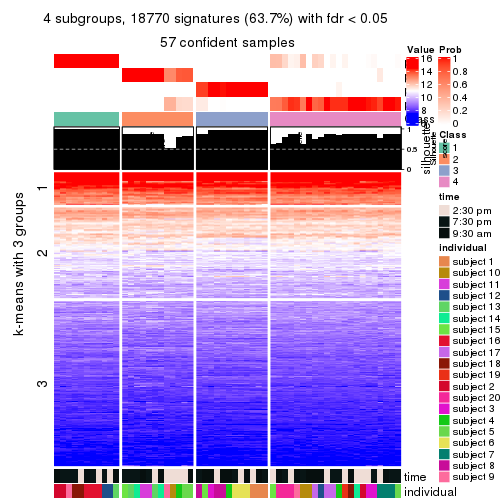 4 subgroups, 18770 signatures (63.7%) with fdr < 0.05
57 confident samples
k-means with 3 groups
1
2
3
Value
16
14
12
10
8
6
Prob
1
0.8
0.6
0.4
0.2
0
1
0.5
0
silhouette
Class
1
2
3
4
time
2:30 pm
7:30 pm
9:30 am
individual
subject 1
subject 10
subject 11
subject 12
subject 13
subject 14
subject 15
subject 16
subject 17
subject 18
subject 19
subject 2
subject 20
subject 3
subject 4
subject 5
subject 6
subject 7
subject 8
subject 9
time
individual